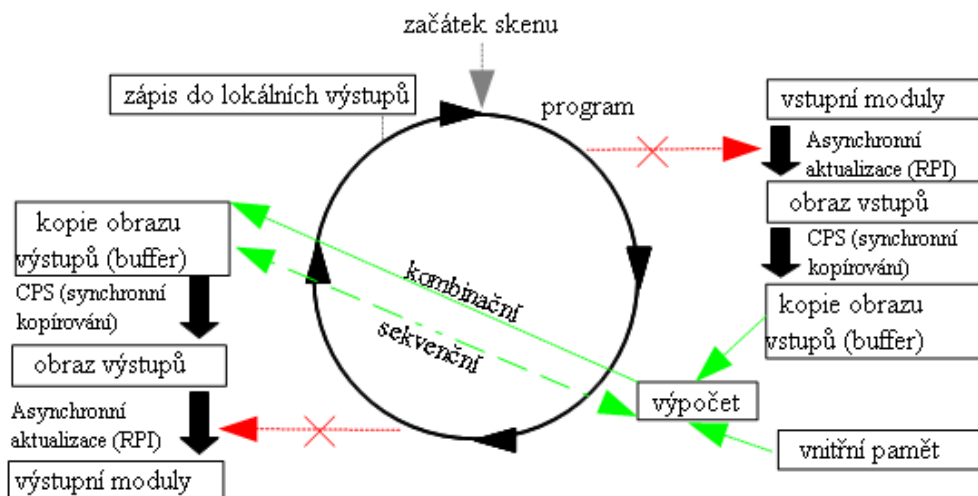 začátek skenu
zápis do lokálních výstupů
program
vstupní moduly
Asynchronní
aktualizace (RPI)
obraz vstupů
CPS (synchronní
kopírování)
kopie obrazu
vstupů (buffer)
kopie obrazu
výstupů (buffer)
CPS (synchronní
kopírování)
obraz výstupů
Asynchronní
aktualizace (RPI)
výstupní moduly
kombinační
sekvenční
výpočet
vnitřní pamět